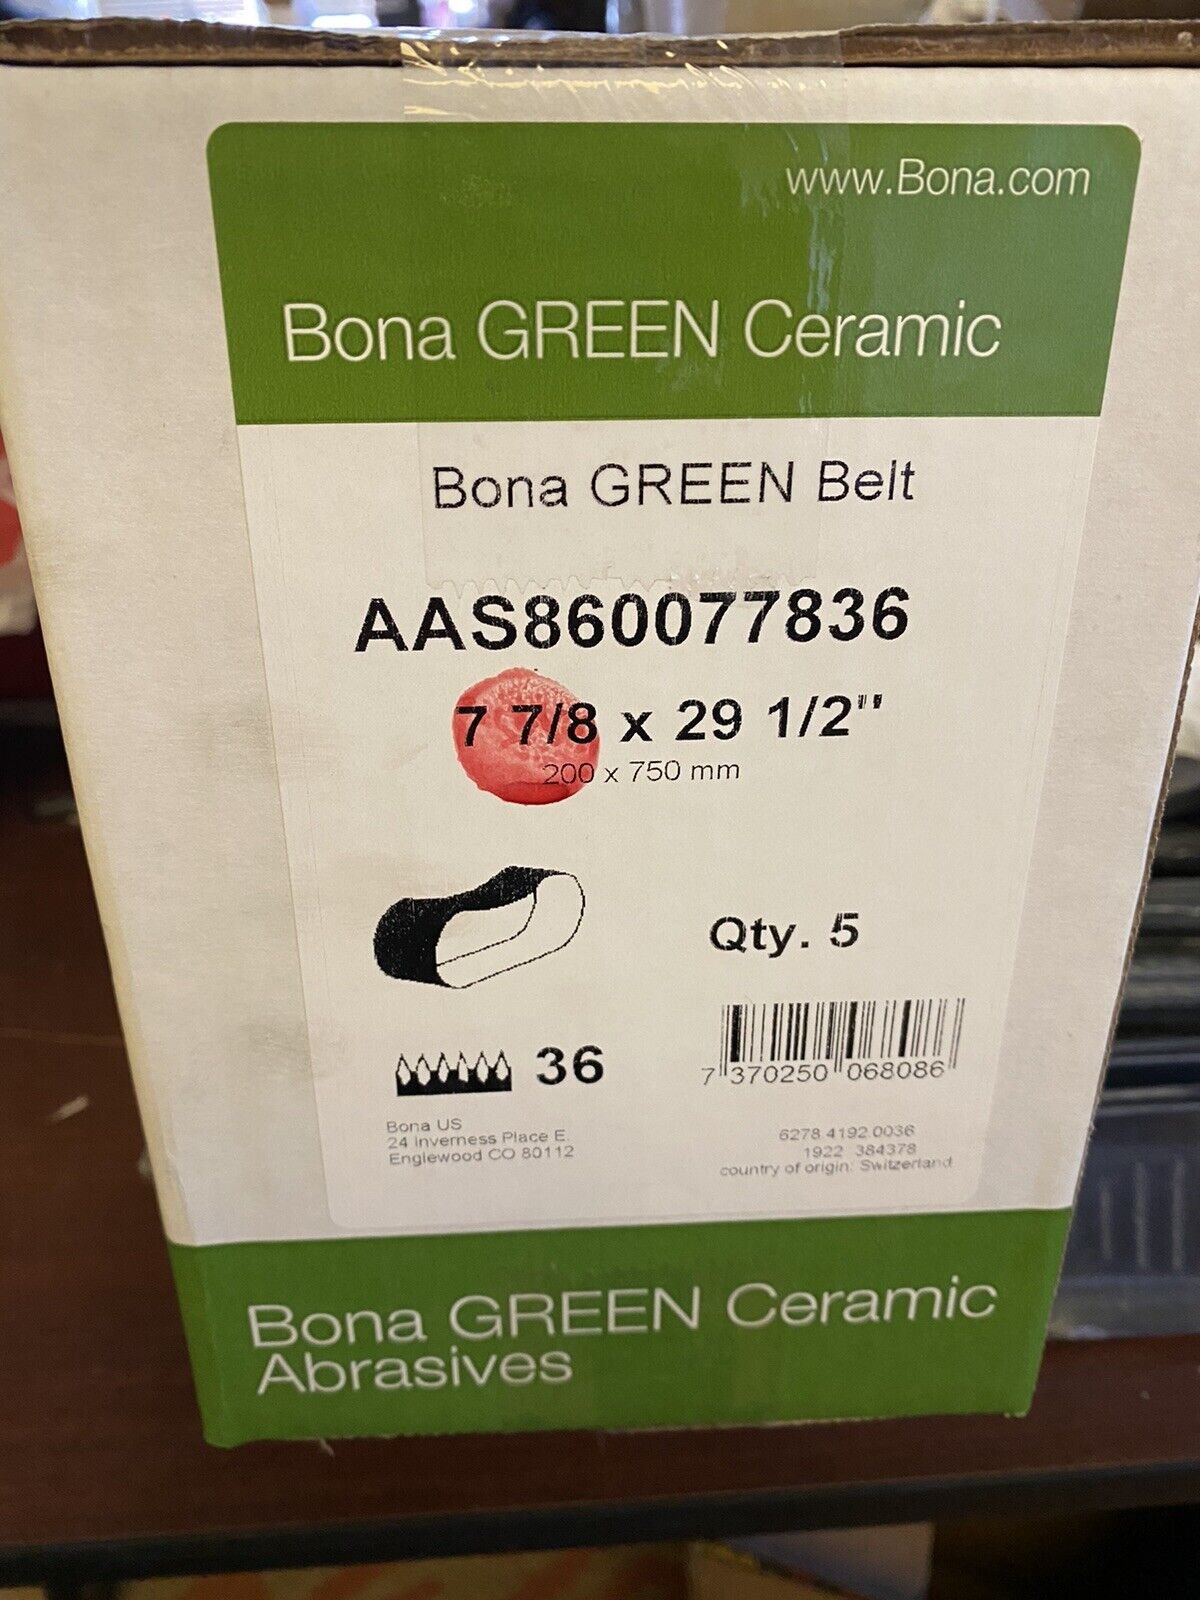 www.Bona.com
Bona GREEN Ceramic
Bona GREEN Belt
AAS860077836
7 7/8 x 29 1/2"
200 x 750 mm
Qty. 5
36
7 370250 068086
Bona US
24 Inverness Place E.
Englewood CO 80112
6278.4192.0036
1922 384378
country of origin: Switzerland
Bona GREEN Ceramic
Abrasives